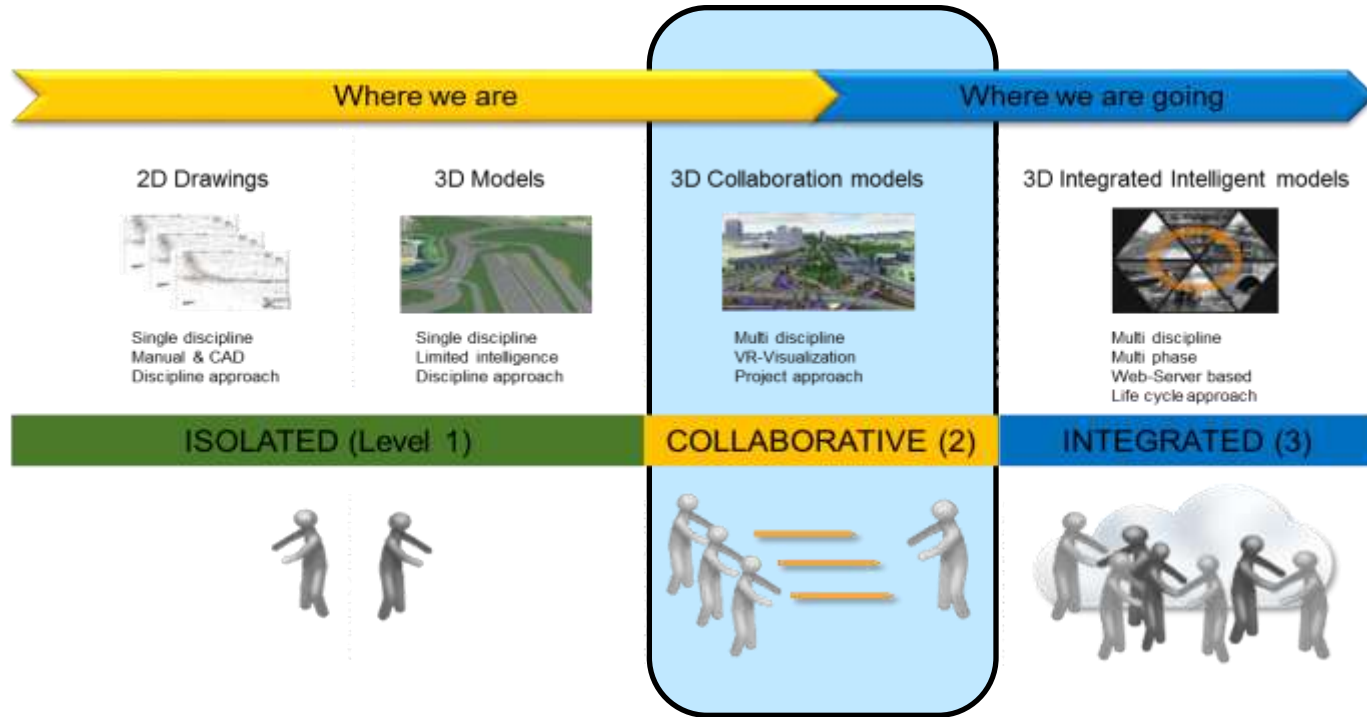 Where we are
Where we are going
2D Drawings
3D Models
3D Collaboration models
3D Integrated Intelligent models
Single discipline
Manual & CAD
Discipline approach
Single discipline
Limited intelligence
Discipline approach
Multi discipline
VR-Visualization
Project approach
Multi discipline
Multi phase
Web-Server based
Life cycle approach
ISOLATED (Level 1)
COLLABORATIVE (2)
INTEGRATED (3)